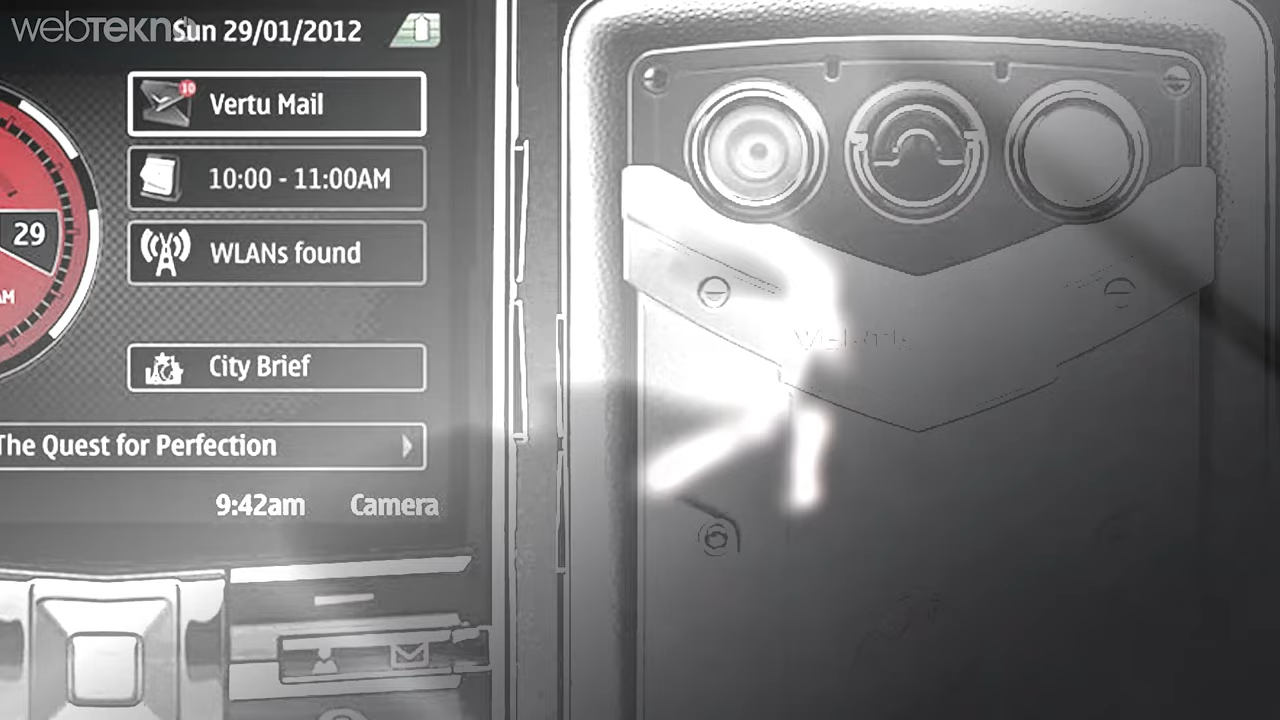 webTEKNO
Sun 29/01/2012
10
Vertu Mail
10:00 - 11:00AM
29
WLANs found
AM
City Brief
The Quest for Perfection
9:42am
Camera